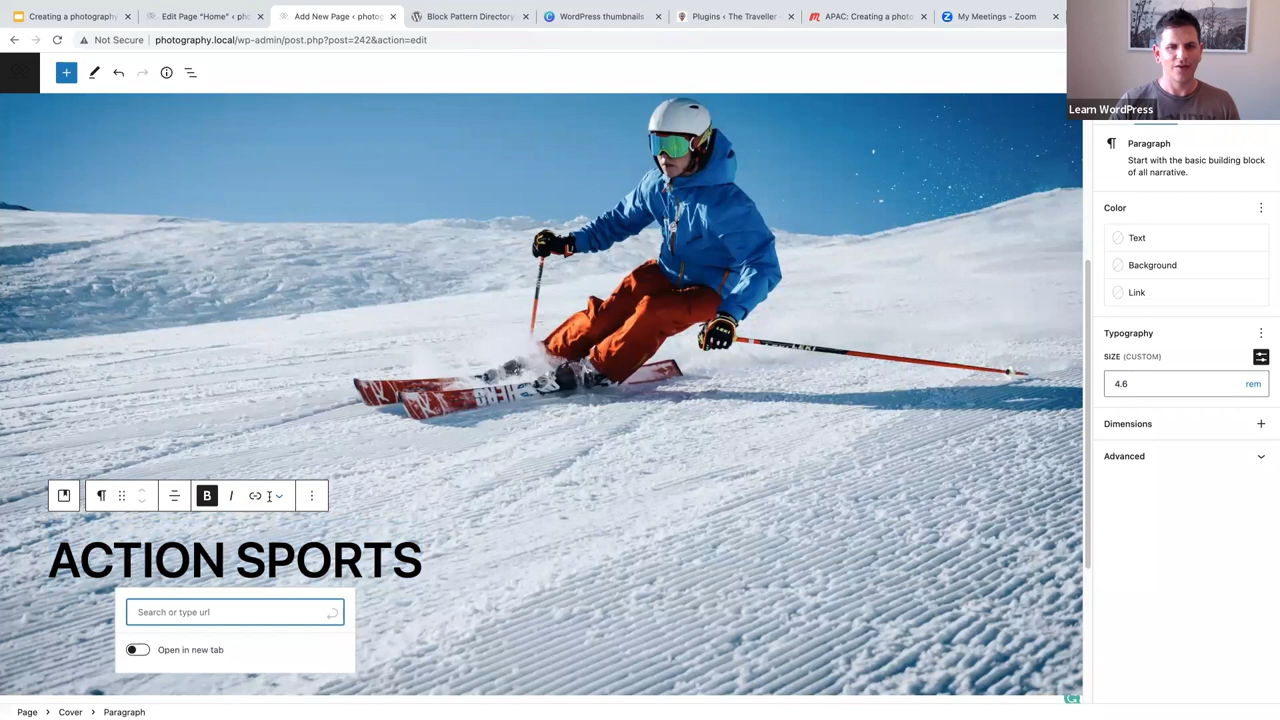 Creating a photography
Edit Page "Home" ‹ pho
Add New Page ‹ photog
Block Pattern Directory
WordPress thumbnails
Plugins ‹ The Traveller
APAC: Creating a photo
My Meetings - Zoom
Not Secure photography.local/wp-admin/post.php?post=242&action=edit
Learn WordPress
Paragraph
Start with the basic building block
of all narrative.
Color
Text
Background
Link
Typography
SIZE (CUSTOM)
4.6 rem
Dimensions
Advanced
LEKI
LEKI
B I
ACTION SPORTS
Search or type url
Open in new tab
Page > Cover > Paragraph